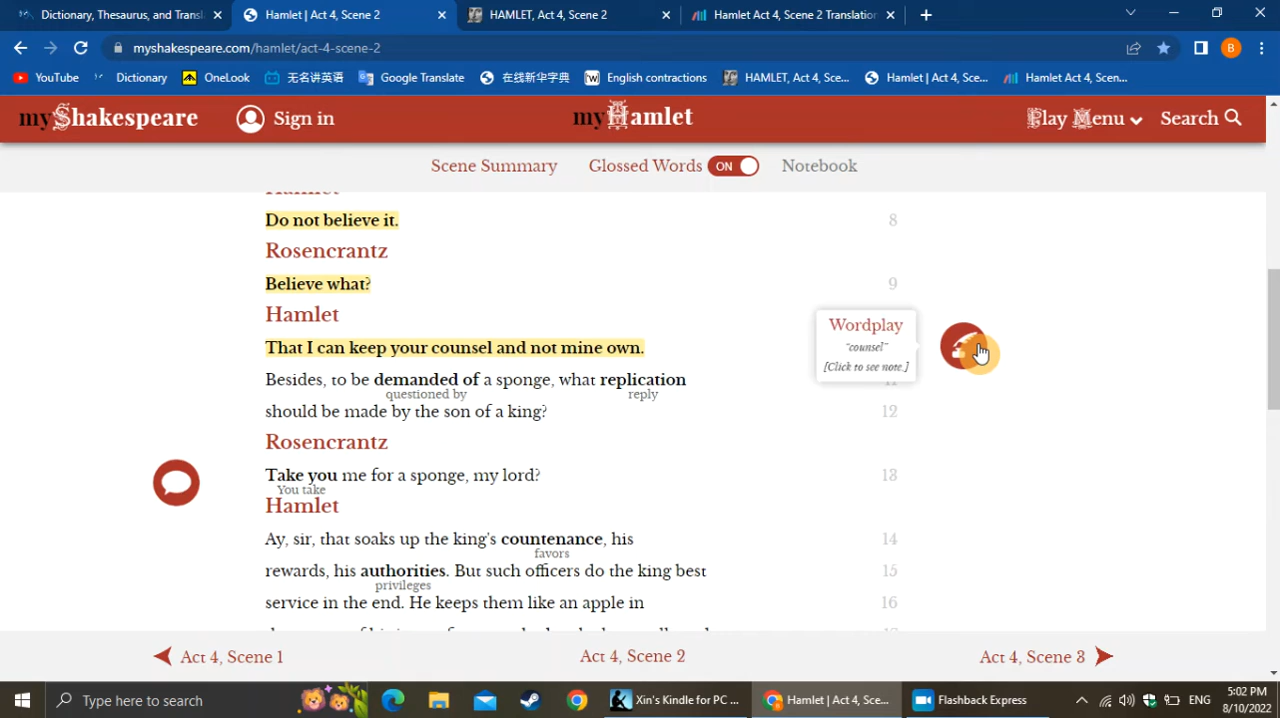 Dictionary, Thesaurus, and Transl
Hamlet | Act 4, Scene 2
HAMLET, Act 4, Scene 2
Hamlet Act 4, Scene 2 Translation
myshakespeare.com/hamlet/act-4-scene-2
B
YouTube
Dictionary
OneLook
无名讲英语
Google Translate
在线新华字典
English contractions
HAMLET, Act 4, Sce...
Hamlet | Act 4, Sce...
Hamlet Act 4, Scen...
myShakespeare
Sign in
myHamlet
Play Menu
Search
Scene Summary
Glossed Words
ON
Notebook
Hamlet
Do not believe it.
8
Rosencrantz
Believe what?
9
Hamlet
That I can keep your counsel and not mine own.
Wordplay
"counsel"
[Click to see note.]
Besides, to be demanded of a sponge, what replication
11
questioned by
reply
should be made by the son of a king?
12
Rosencrantz
Take you me for a sponge, my lord?
13
You take
Hamlet
Ay, sir, that soaks up the king's countenance, his
14
favors
rewards, his authorities. But such officers do the king best
15
privileges
service in the end. He keeps them like an apple in
16
Act 4, Scene 1
Act 4, Scene 2
Act 4, Scene 3
Type here to search
Xin's Kindle for PC ...
Hamlet | Act 4, Sce...
Flashback Express
ENG
5:02 PM
8/10/2022